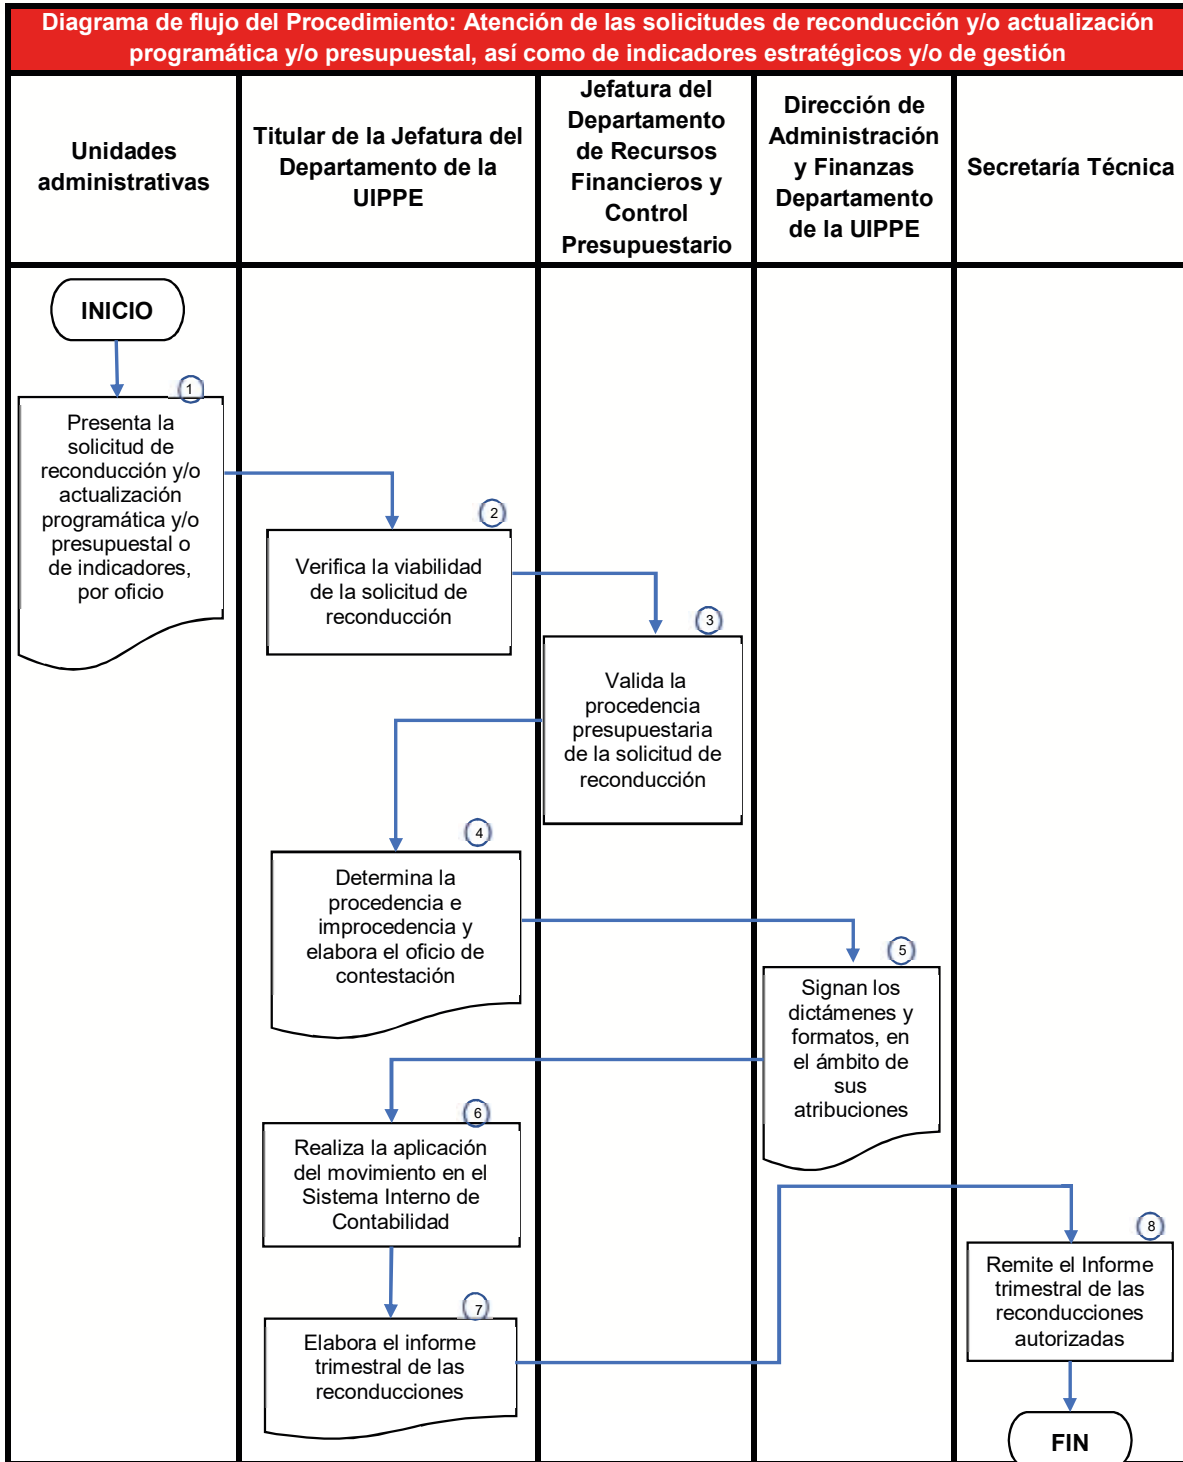 Diagrama de flujo del Procedimiento: Atención de las solicitudes de reconducción y/o actualización
programática y/o presupuestal, así como de indicadores estratégicos y/o de gestión
Unidades
administrativas
Titular de la Jefatura del
Departamento de la
UIPPE
Jefatura del
Departamento
de Recursos
Financieros y
Control
Presupuestario
Dirección de
Administración
y Finanzas
Departamento
de la UIPPE
Secretaría Técnica
INICIO
1
Presenta la
solicitud de
reconducción y/o
actualización
programática y/o
presupuestal o
de indicadores,
por oficio
2
Verifica la viabilidad
de la solicitud de
reconducción
3
Valida la
procedencia
presupuestaria
de la solicitud de
reconducción
4
Determina la
procedencia e
improcedencia y
elabora el oficio de
contestación
5
Signan los
dictámenes y
formatos, en
el ámbito de
sus
atribuciones
6
Realiza la aplicación
del movimiento en el
Sistema Interno de
Contabilidad
7
Elabora el informe
trimestral de las
reconducciones
8
Remite el Informe
trimestral de las
reconducciones
autorizadas
FIN